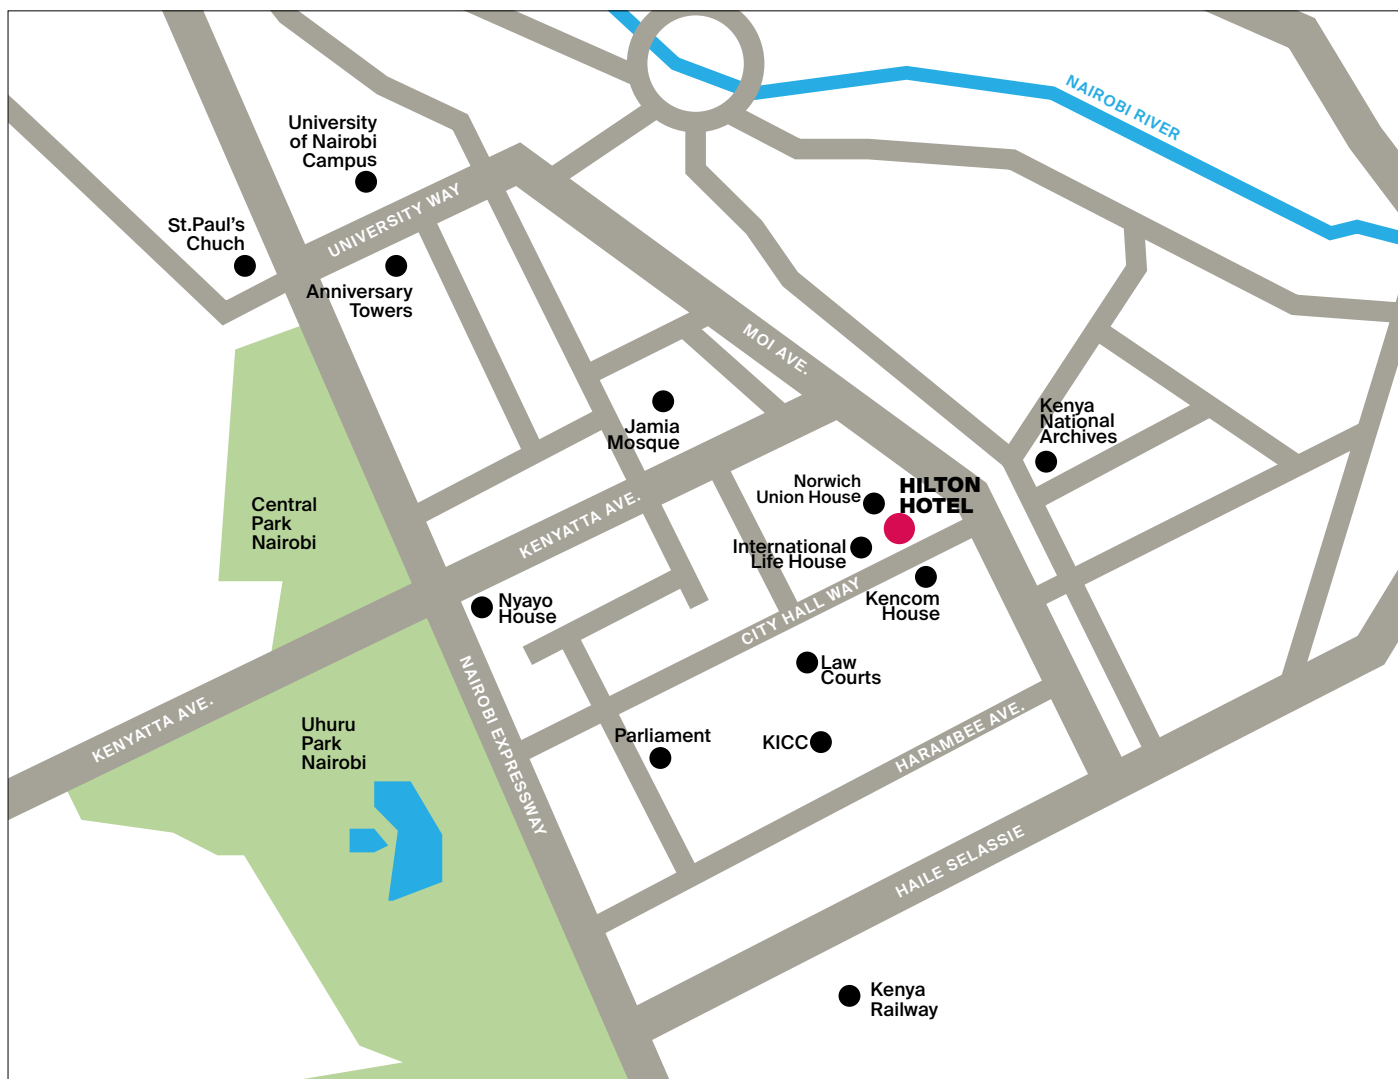 NAIROBI RIVER
University
of Nairobi
Campus
UNIVERSITY WAY
St.Paul's
Chuch
Anniversary
Towers
MOI AVE.
Jamia
Mosque
Kenya
National
Archives
Norwich
Union House
HILTON
HOTEL
Central
Park
Nairobi
KENYATTA AVE.
International
Life House
Nyayo
House
CITY HALL WAY
Kencom
House
Law
Courts
NAIROBI EXPRESSWAY
KENYATTA AVE.
Uhuru
Park
Nairobi
Parliament
KICC
HARAMBEE AVE.
HAILE SELASSIE
Kenya
Railway